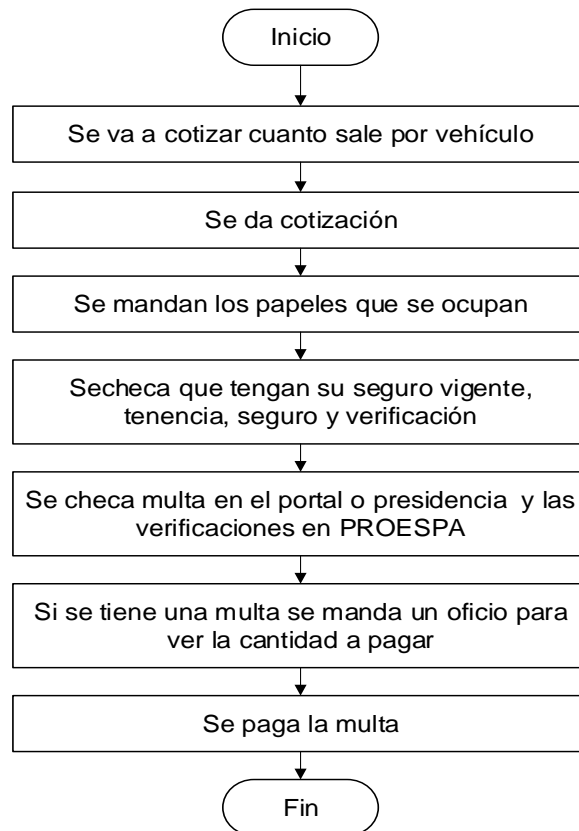 Inicio
Se va a cotizar cuanto sale por vehículo
Se da cotización
Se mandan los papeles que se ocupan
Secheca que tengan su seguro vigente,
tenencia, seguro y verificación
Se checa multa en el portal o presidencia y las
verificaciones en PROESPA
Si se tiene una multa se manda un oficio para
ver la cantidad a pagar
Se paga la multa
Fin